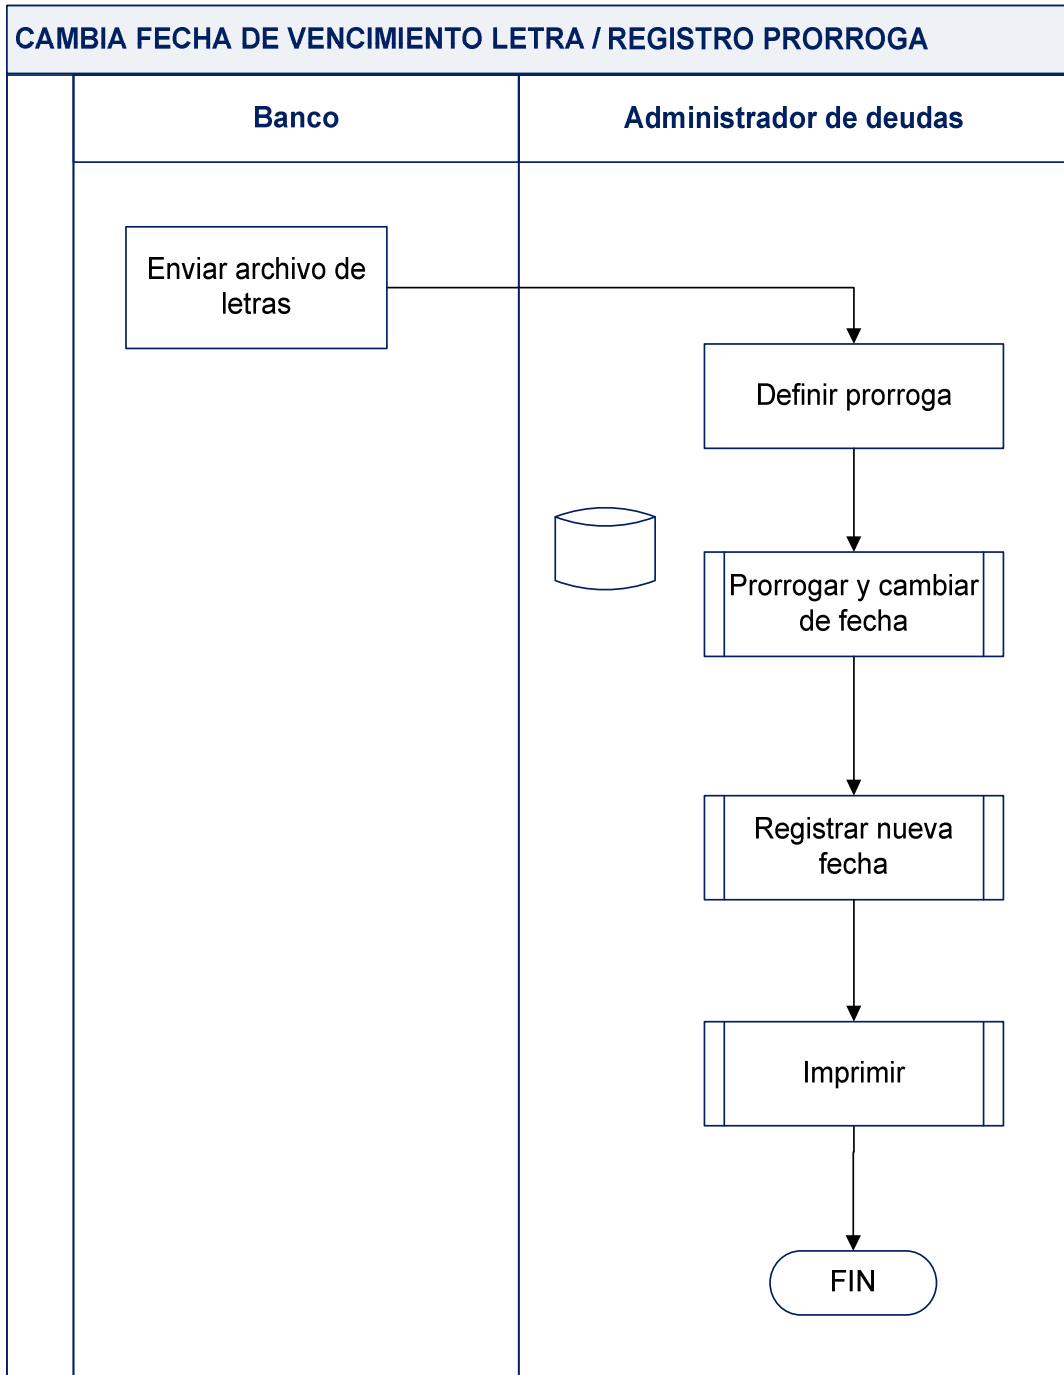 CAMBIA FECHA DE VENCIMIENTO LETRA / REGISTRO PRORROGA
Banco
Administrador de deudas
Enviar archivo de
letras
Definir prorroga
Prorrogar y cambiar
de fecha
Registrar nueva
fecha
Imprimir
FIN